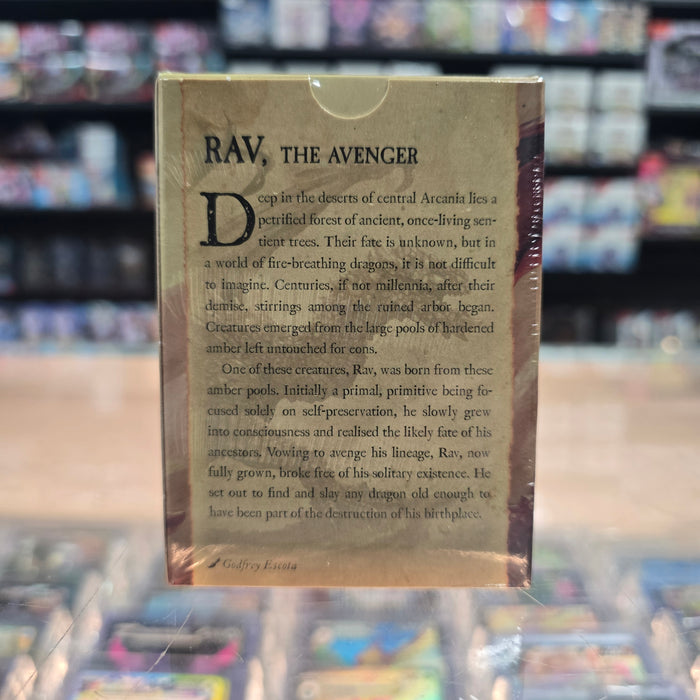 RAV, THE AVENGER
Deep in the deserts of central Arcania lies a
petrified forest of ancient, once-living sen-
tient trees. Their fate is unknown, but in
a world of fire-breathing dragons, it is not difficult
to imagine. Centuries, if not millennia, after their
demise, stirrings among the ruined arbor began.
Creatures emerged from the large pools of hardened
amber left untouched for eons.
One of these creatures, Rav, was born from these
amber pools. Initially a primal, primitive being fo-
cused solely on self-preservation, he slowly grew
into consciousness and realised the likely fate of his
ancestors. Vowing to avenge his lineage, Rav, now
fully grown, broke free of his solitary existence. He
set out to find and slay any dragon old enough to
have been part of the destruction of his birthplace.
Godfrey Escota